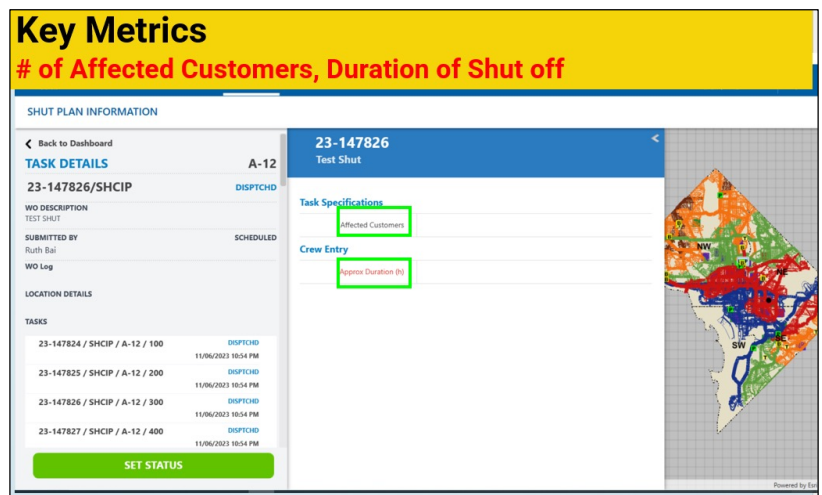 Key Metrics
# of Affected Customers, Duration of Shut off
SHUT PLAN INFORMATION
Back to Dashboard
TASK DETAILS A-12
23-147826/SHCIP DISPTCHD
WO DESCRIPTION
TEST SHUT
SUBMITTED BY SCHEDULED
Ruth Bai
WO Log
LOCATION DETAILS
TASKS
23-147824 / SHCIP / A-12 / 100 DISPTCHD
11/06/2023 10:54 PM
23-147825 / SHCIP / A-12 / 200 DISPTCHD
11/06/2023 10:54 PM
23-147826 / SHCIP / A-12 / 300 DISPTCHD
11/06/2023 10:54 PM
23-147827 / SHCIP / A-12 / 400 DISPTCHD
11/06/2023 10:54 PM
SET STATUS
23-147826
Test Shut
Task Specifications
Affected Customers
Crew Entry
Approx Duration (h)
NW
NE
SW
SE
Powered by